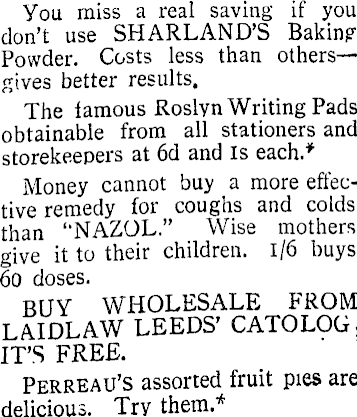 You miss a real saving if you
don't use SHARLAND'S Baking
Powder. Costs less than others—
gives better results.
The famous Roslyn Writing Pads
obtainable from all stationers and
storekeepers at 6d and 1s each.*
Money cannot buy a more effec-
tive remedy for coughs and colds
than "NAZOL." Wise mothers
give it to their children. 1/6 buys
60 doses.
BUY WHOLESALE FROM
LAIDLAW LEEDS' CATOLOG,
IT'S FREE.
PERREAU'S assorted fruit pies are
delicious. Try them.*